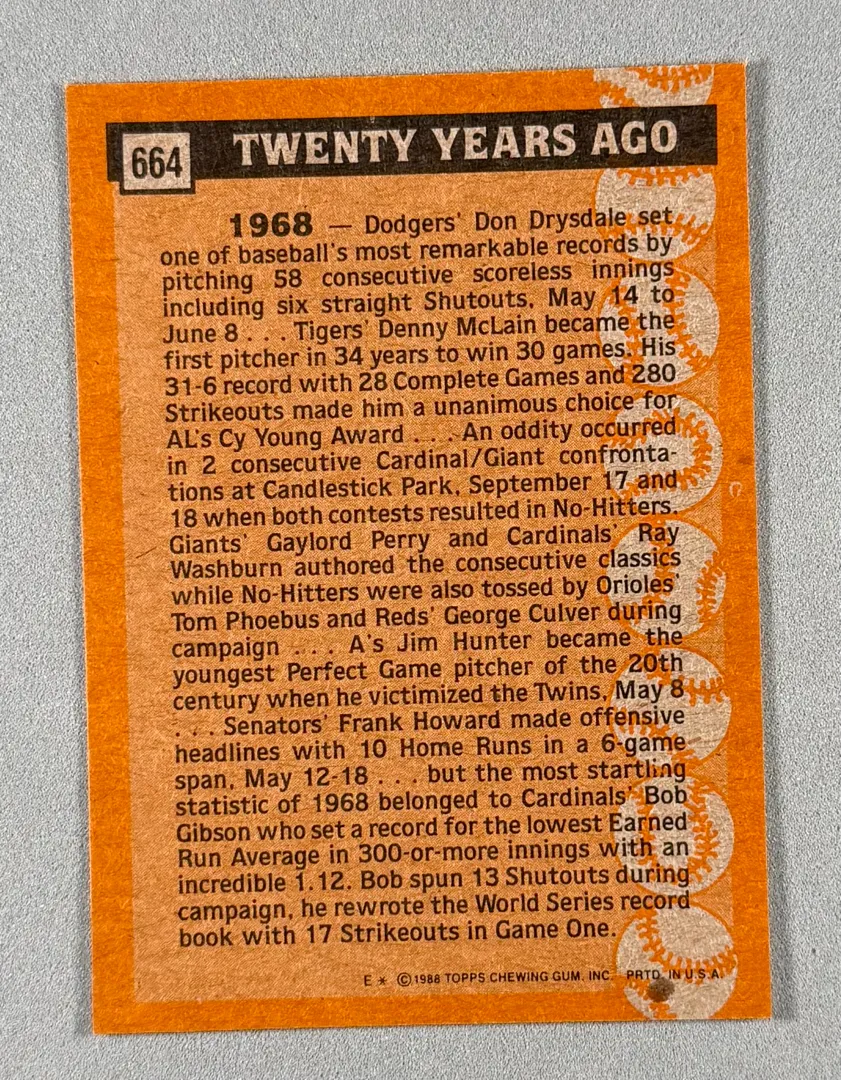 664
TWENTY YEARS AGO
1968 — Dodgers' Don Drysdale set
one of baseball's most remarkable records by
pitching 58 consecutive scoreless innings
including six straight Shutouts, May 14 to
June 8 . . . Tigers' Denny McLain became the
first pitcher in 34 years to win 30 games. His
31-6 record with 28 Complete Games and 280
Strikeouts made him a unanimous choice for
AL's Cy Young Award . . . An oddity occurred
in 2 consecutive Cardinal/Giant confronta-
tions at Candlestick Park, September 17 and
18 when both contests resulted in No-Hitters.
Giants' Gaylord Perry and Cardinals' Ray
Washburn authored the consecutive classics
while No-Hitters were also tossed by Orioles'
Tom Phoebus and Reds' George Culver during
campaign . . . A's Jim Hunter became the
youngest Perfect Game pitcher of the 20th
century when he victimized the Twins, May 8
. . . Senators' Frank Howard made offensive
headlines with 10 Home Runs in a 6-game
span, May 12-18 . . . but the most startling
statistic of 1968 belonged to Cardinals' Bob
Gibson who set a record for the lowest Earned
Run Average in 300-or-more innings with an
incredible 1.12. Bob spun 13 Shutouts during
campaign, he rewrote the World Series record
book with 17 Strikeouts in Game One.
E * ©1988 TOPPS CHEWING GUM, INC. PRTD. IN U.S.A.